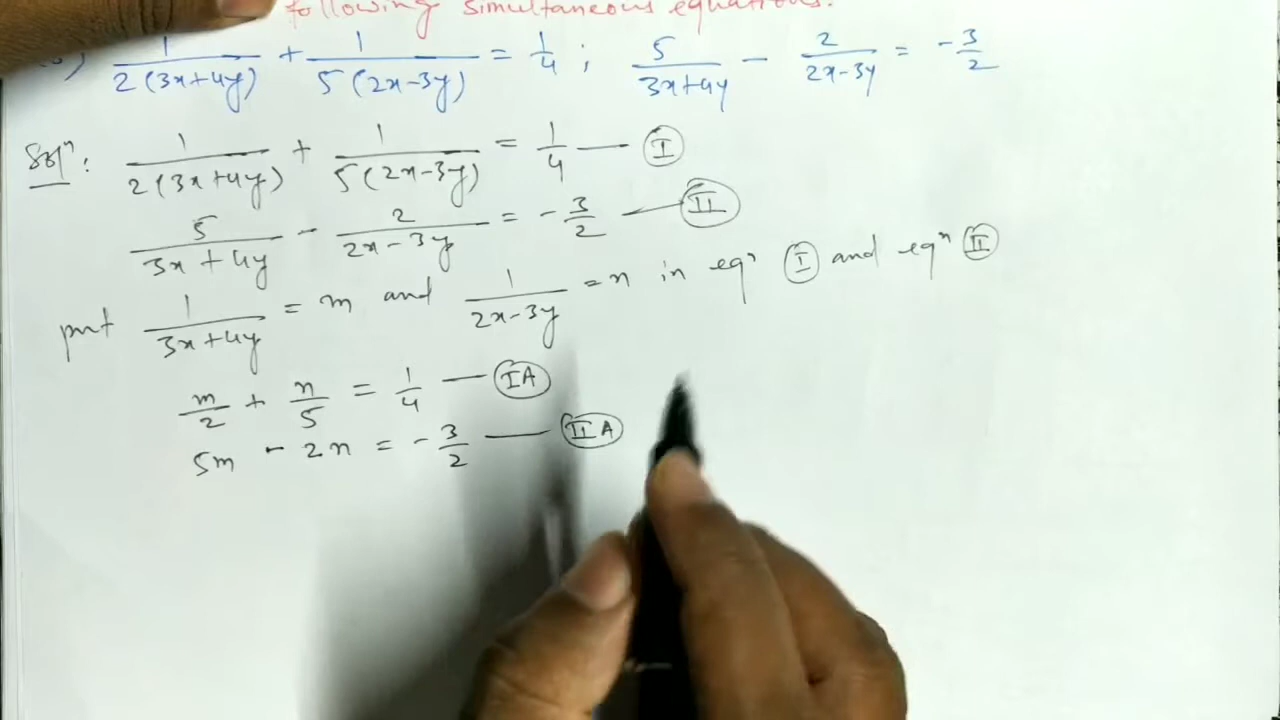 following simultaneous equations.
) 1/2(3x+4y) + 1/5(2x-3y) = 1/4 ; 5/3x+4y - 2/2x-3y = -3/2
Solⁿ: 1/2(3x+4y) + 1/5(2x-3y) = 1/4 — I
5/3x+4y - 2/2x-3y = -3/2 — II
put 1/3x+4y = m and 1/2x-3y = n in eqⁿ I and eqⁿ II
m/2 + n/5 = 1/4 — IA
5m - 2n = -3/2 — IIA